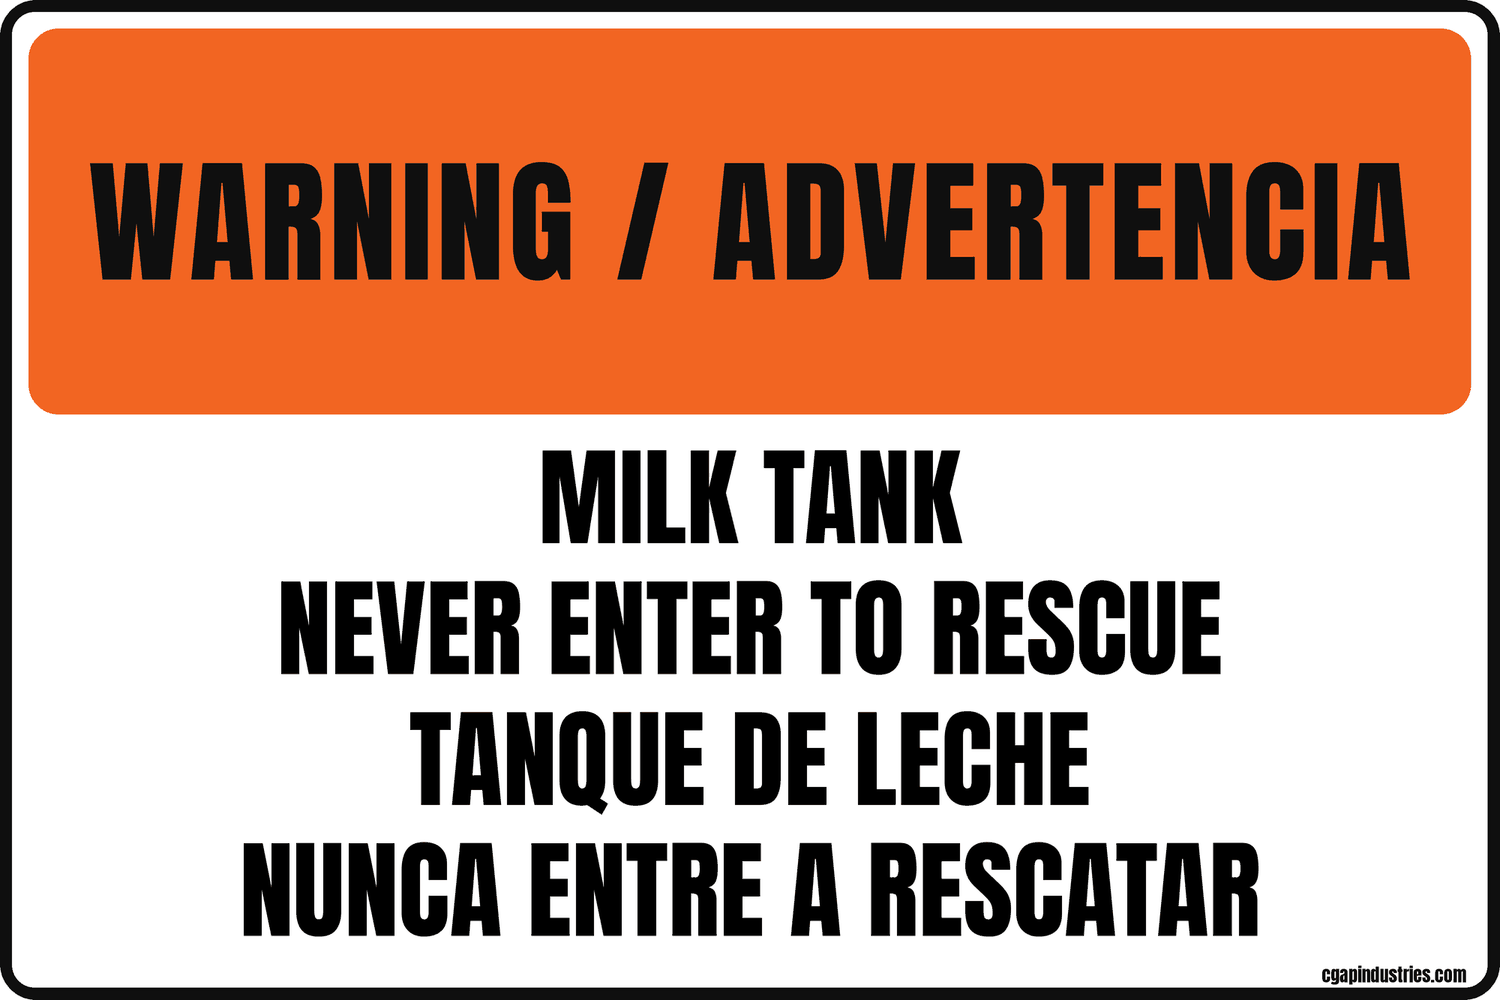 WARNING / ADVERTENCIA
MILK TANK
NEVER ENTER TO RESCUE
TANQUE DE LECHE
NUNCA ENTRE A RESCATAR
cgapindustries.com